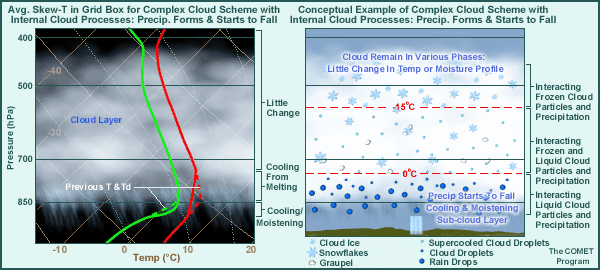 Avg. Skew-T in Grid Box for Complex Cloud Scheme with
Internal Cloud Processes: Precip. Forms & Starts to Fall
400
500
700
850
Pressure (hPa)
-40
-30
Cloud Layer
Previous T &Td
-10
0
10
20
Temp (°C)
Little
Change
Cooling
From
Melting
Cooling/
Moistening
Conceptual Example of Complex Cloud Scheme with
Internal Cloud Processes: Precip. Forms & Starts to Fall
Cloud Remain In Various Phases:
Little Change In Temp or Moisture Profile
-15°C
0°C
Precip Starts To Fall
Cooling & Moistening
Sub-cloud Layer
Interacting
Frozen Cloud
Particles and
Precipitation
Interacting
Frozen and
Liquid Cloud
Particles and
Precipitation
Interacting
Liquid Cloud
Particles and
Precipitation
Cloud Ice
Snowflakes
Graupel
Supercooled Cloud Droplets
Cloud Droplets
Rain Drops
The COMET
Program